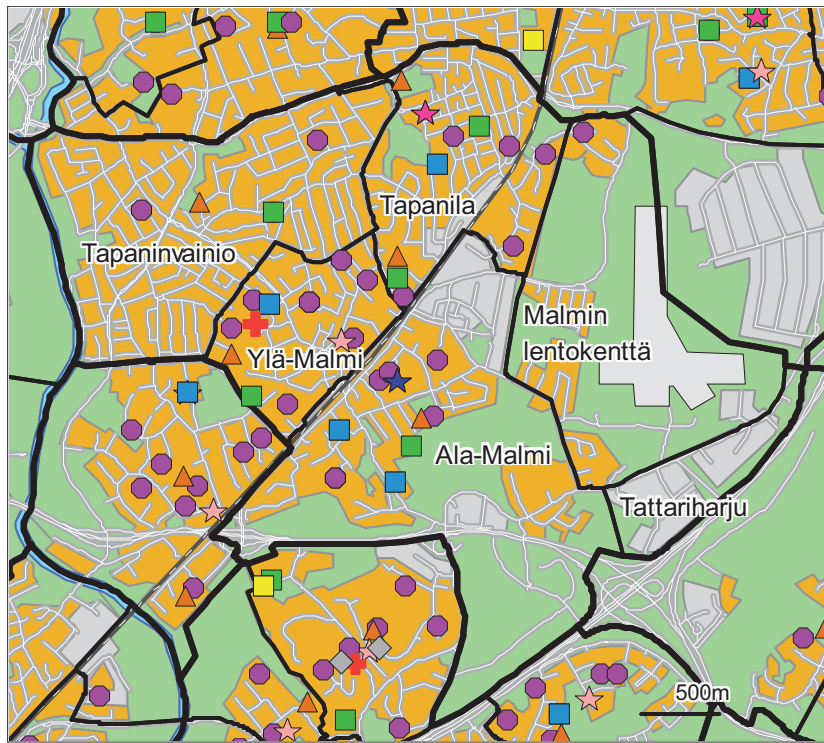 Tapanila
Tapaninvainio
Malmin
lentokenttä
Ylä-Malmi
Ala-Malmi
Tattariharju
500m